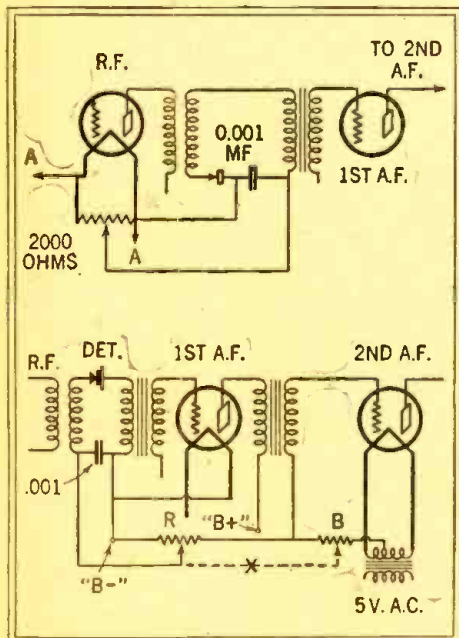 R.F.
TO 2ND
A.F.
0.001
MF
1ST A.F.
A
2000
OHMS
A
R.F.
DET.
1ST A.F.
2ND A.F.
.001
R
"B+"
B
"B-"
X
5V. A.C.